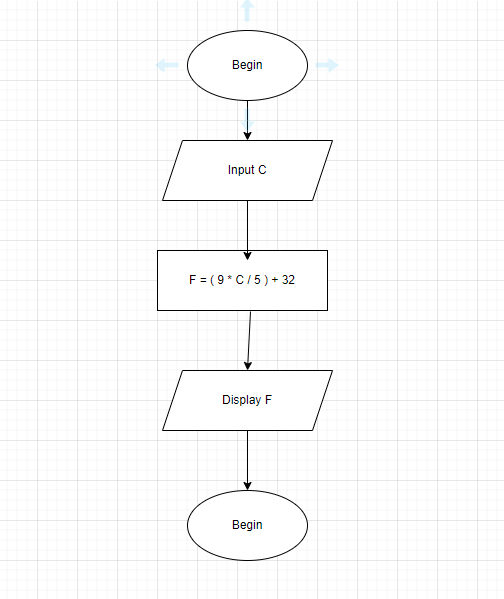 Begin
Input C
F = ( 9 * C / 5 ) + 32
Display F
Begin